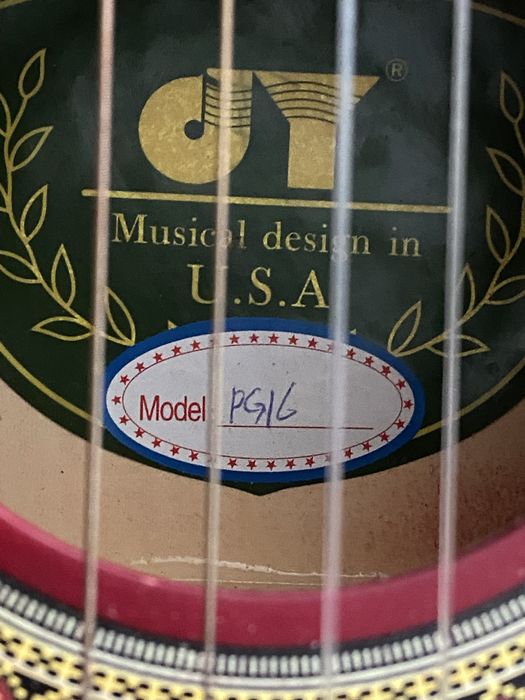 JY ®
Musical design in
U.S.A
Model PG16